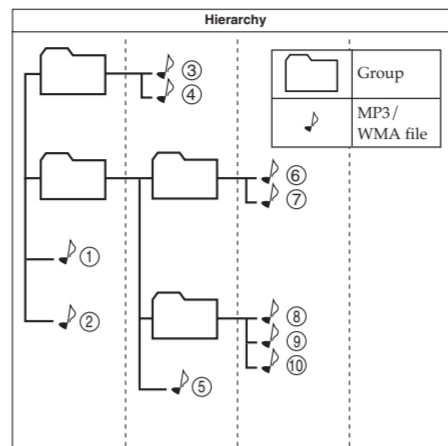 Hierarchy
③
④
Group
MP3/
WMA file
⑥
⑦
①
②
⑧
⑨
⑩
⑤